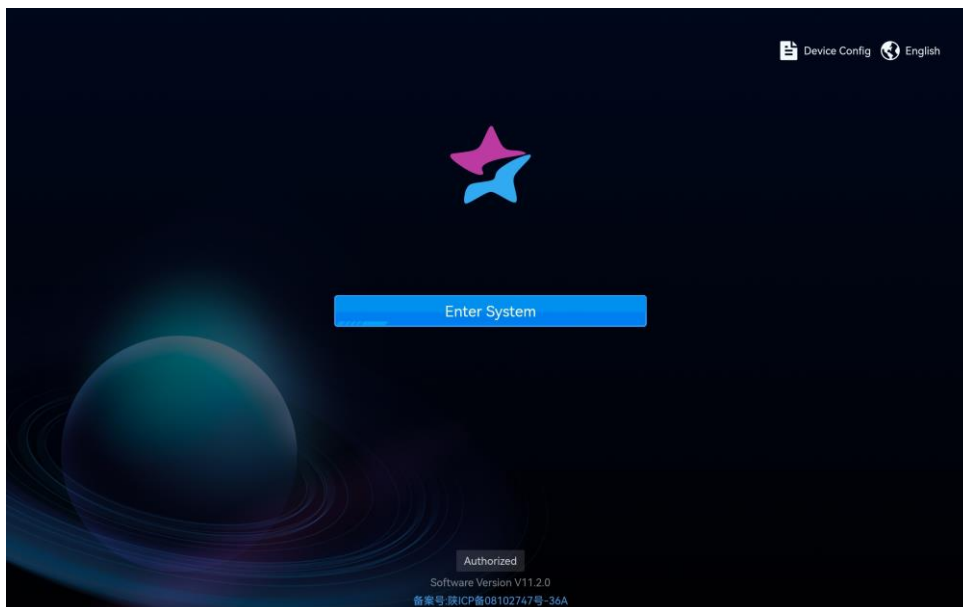 Device Config English
Enter System
Authorized
Software Version V11.2.0
备案号:陕ICP备08102747号-36A